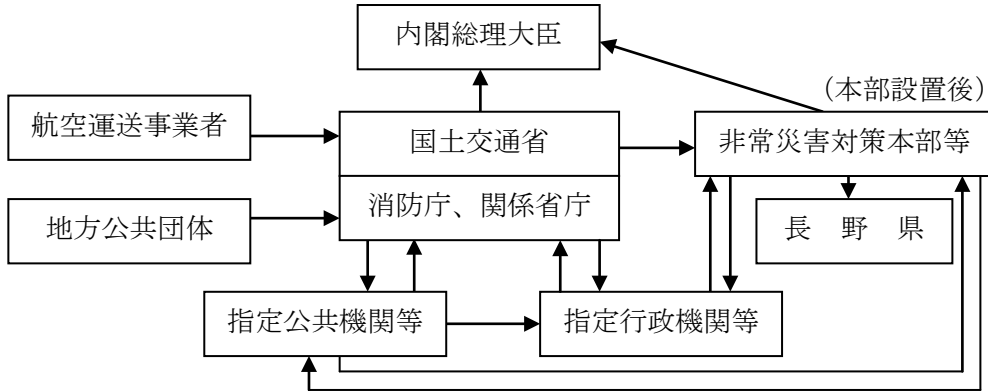 内閣総理大臣
（本部設置後）
航空運送事業者
国土交通省
非常災害対策本部等
消防庁、関係省庁
地方公共団体
長　野　県
指定公共機関等
指定行政機関等